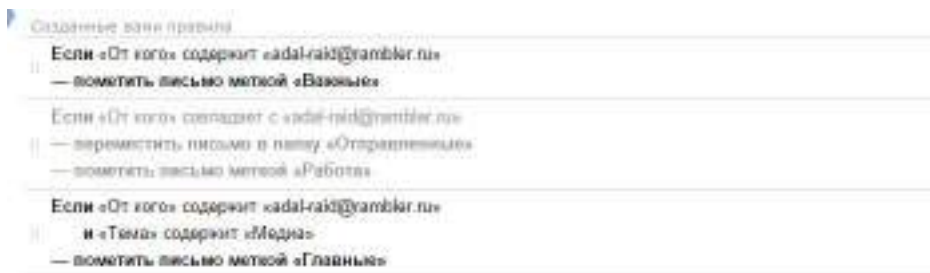 Созданные вами правила
Если «От кого» содержит «adal-raid@rambler.ru»
— пометить письмо меткой «Важные»
Если «От кого» совпадает с «adal-raid@rambler.ru»
— переместить письмо в папку «Отправленные»
— пометить письмо меткой «Работа»
Если «От кого» содержит «adal-raid@rambler.ru»
и «Тема» содержит «Медиа»
— пометить письмо меткой «Главные»